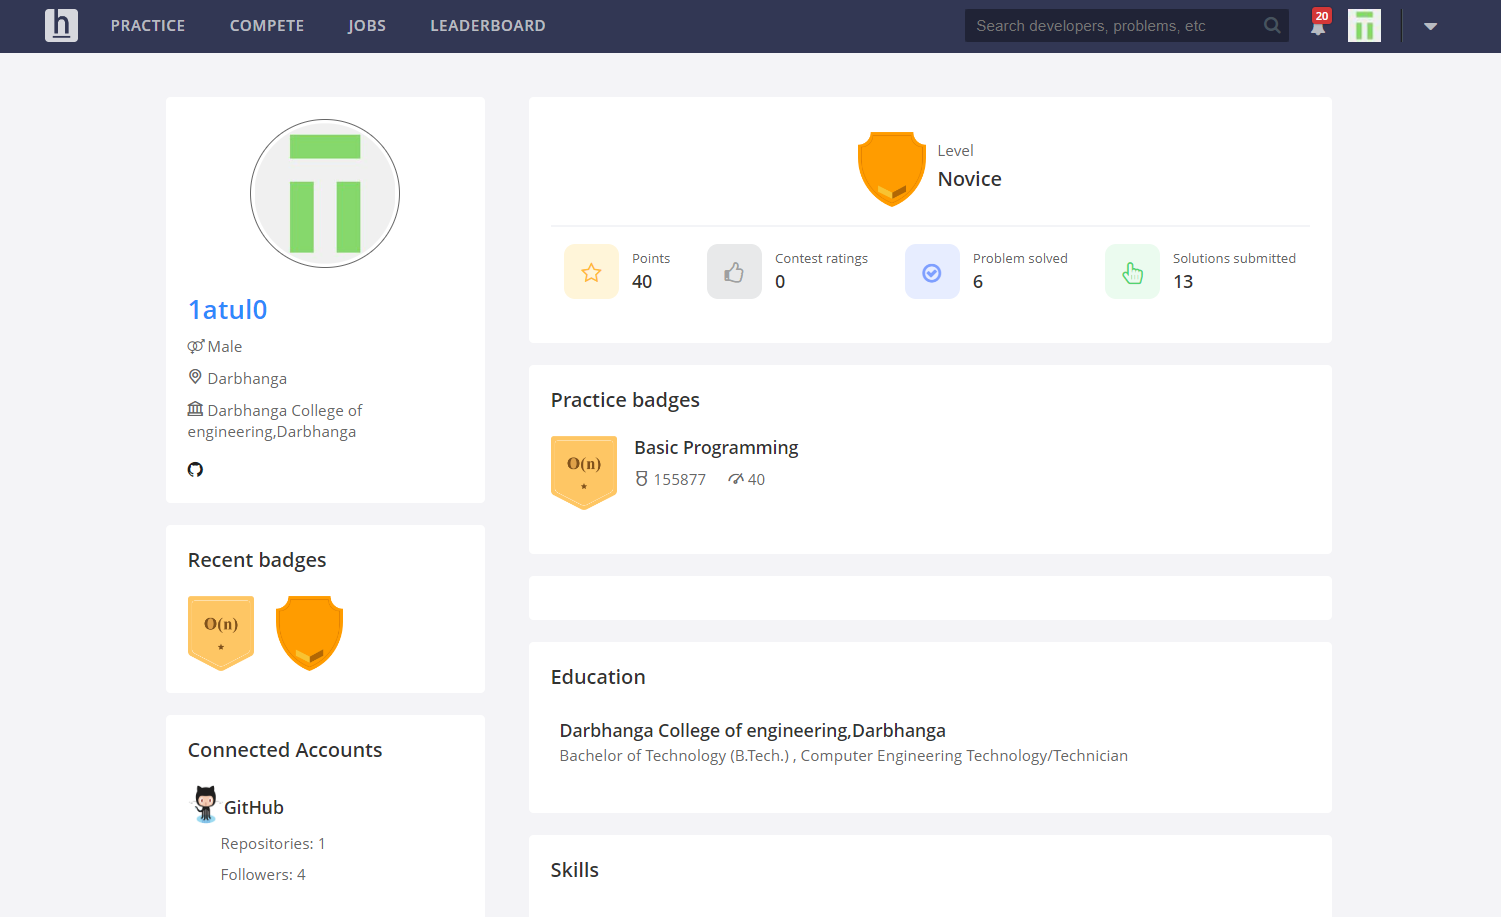 h PRACTICE COMPETE JOBS LEADERBOARD Search developers, problems, etc 20
1atul0
Male
Darbhanga
Darbhanga College of
engineering,Darbhanga
Recent badges
O(n)
Connected Accounts
GitHub
Repositories: 1
Followers: 4
Level
Novice
Points
40
Contest ratings
0
Problem solved
6
Solutions submitted
13
Practice badges
O(n)
Basic Programming
155877 40
Education
Darbhanga College of engineering,Darbhanga
Bachelor of Technology (B.Tech.) , Computer Engineering Technology/Technician
Skills